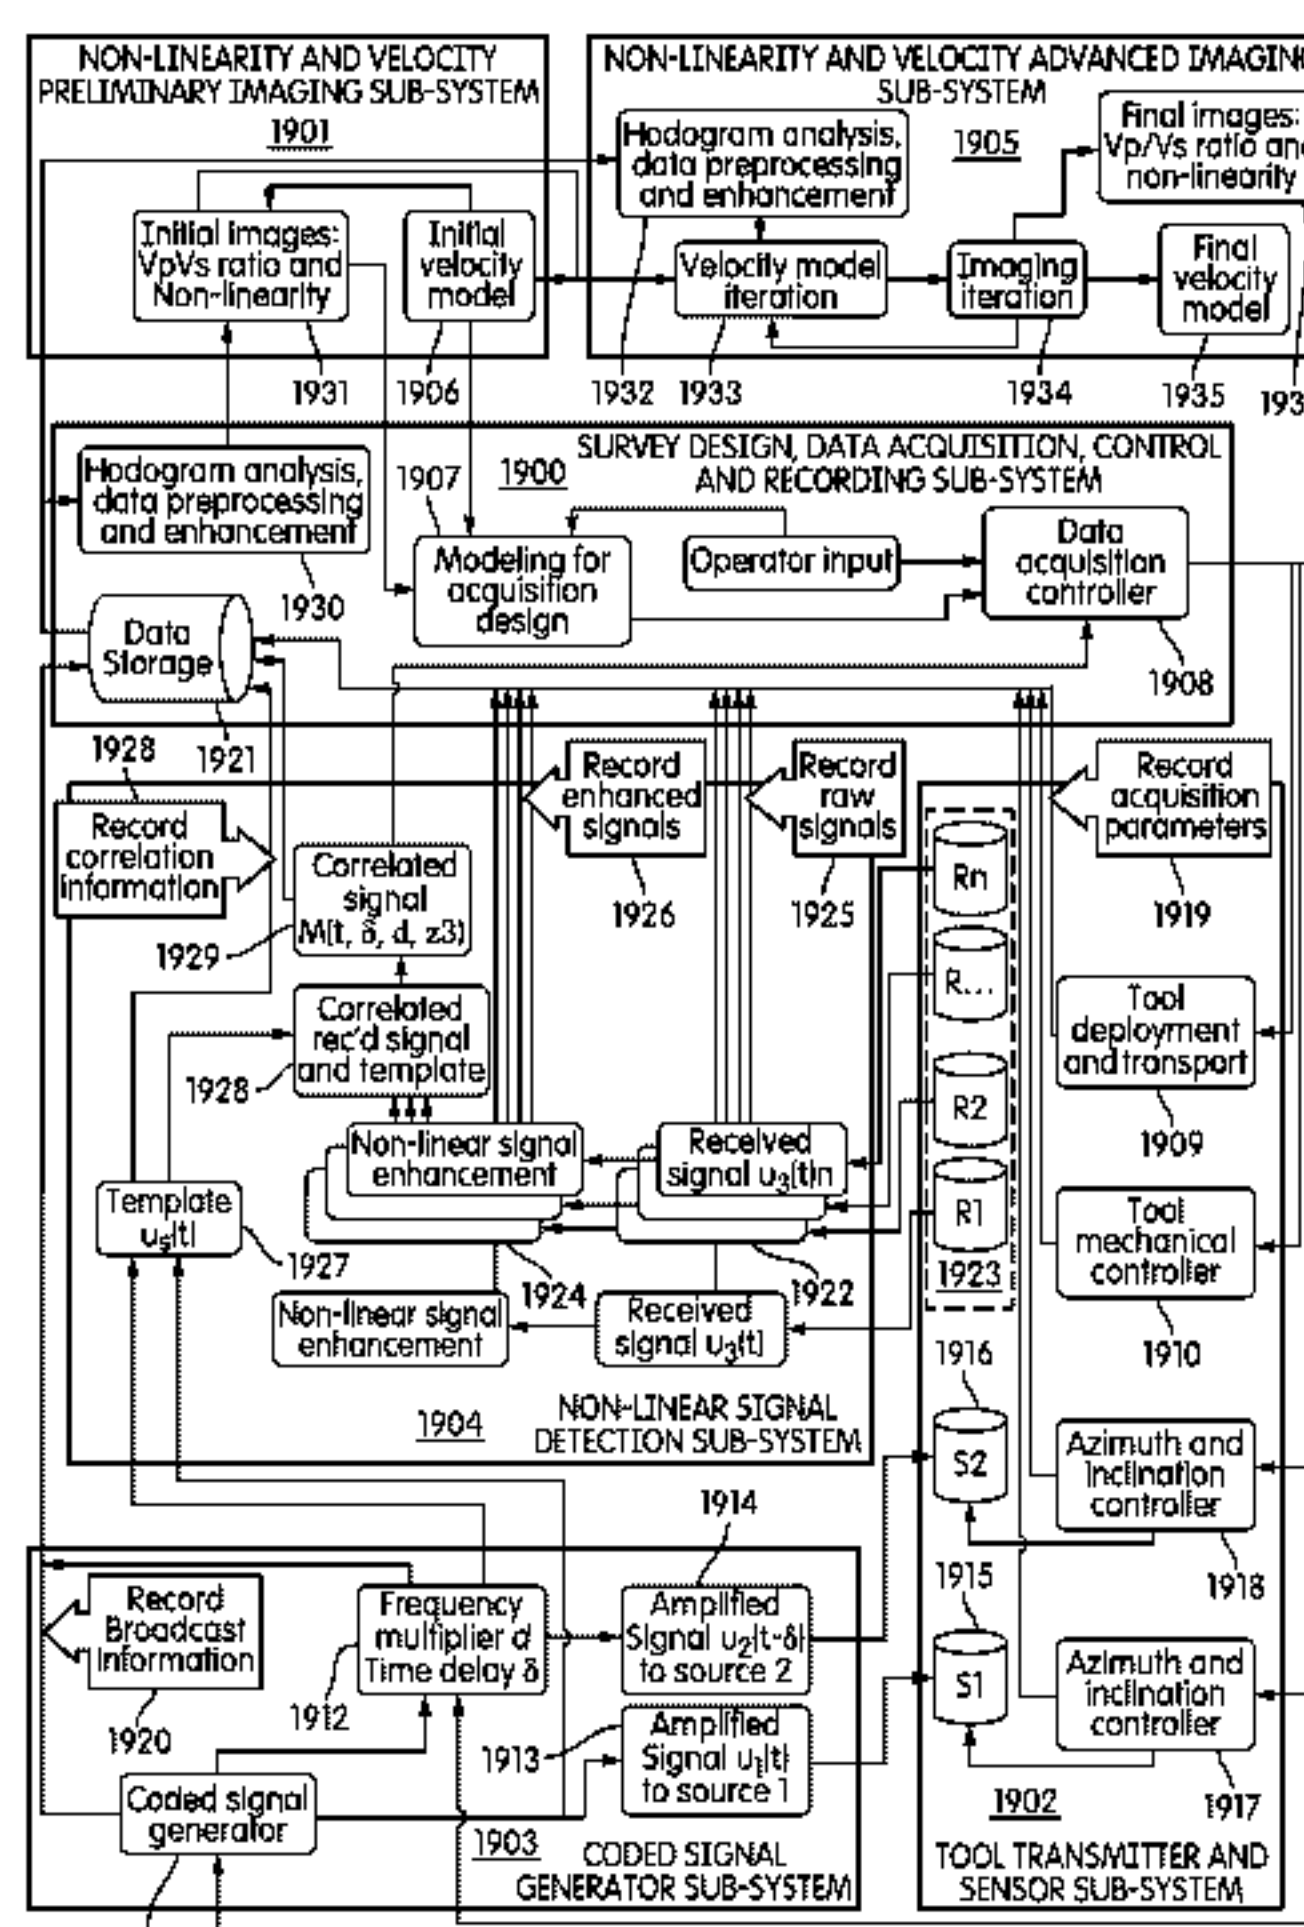 NON-LINEARITY AND VELOCITY
PRELIMINARY IMAGING SUB-SYSTEM
1901
Initial images:
VpVs ratio and
Non-linearity
Initial
velocity
model
1931
1906
NON-LINEARITY AND VELOCITY ADVANCED IMAGING
SUB-SYSTEM
1905
Hodogram analysis,
data preprocessing
and enhancement
Final images:
Vp/Vs ratio and
non-linearity
Velocity model
iteration
Imaging
iteration
Final
velocity
model
1932
1933
1934
1935
193
SURVEY DESIGN, DATA ACQUISITION, CONTROL
AND RECORDING SUB-SYSTEM
1900
1907
Hodogram analysis,
data preprocessing
and enhancement
1930
Modeling for
acquisition
design
Operator input
Data
acquisition
controller
1908
Data
Storage
1921
1928
Record
correlation
information
Record
enhanced
signals
1926
Record
raw
signals
1925
Record
acquisition
parameters
1919
Correlated
signal
M(t, δ, d, z3)
1929
Correlated
rec'd signal
and template
1928
Non-linear signal
enhancement
Received
signal u3(t)n
Template
us(t)
1927
1924
1922
Non-linear signal
enhancement
Received
signal u3(t)
1904
NON-LINEAR SIGNAL
DETECTION SUB-SYSTEM
Rn
R...
R2
R1
1923
Tool
deployment
and transport
1909
Tool
mechanical
controller
1910
1916
S2
Azimuth and
inclination
controller
1918
1915
S1
Azimuth and
inclination
controller
1917
1902
TOOL TRANSMITTER AND
SENSOR SUB-SYSTEM
1914
Record
Broadcast
Information
1920
Frequency
multiplier d
Time delay δ
1912
Amplified
Signal u2(t-δ)
to source 2
1913
Amplified
Signal u1(t)
to source 1
Coded signal
generator
1903
CODED SIGNAL
GENERATOR SUB-SYSTEM